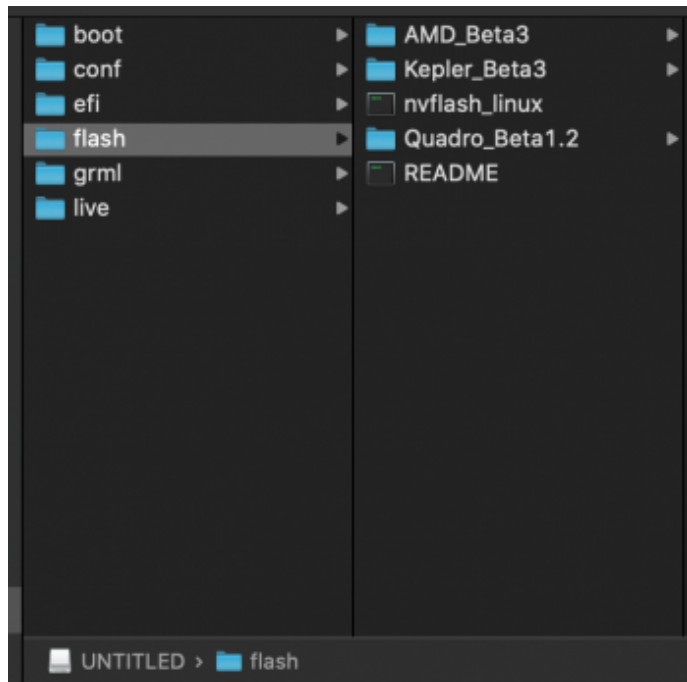 boot
conf
efi
flash
grml
live
AMD_Beta3
Kepler_Beta3
nvflash_linux
Quadro_Beta1.2
README
UNTITLED > flash